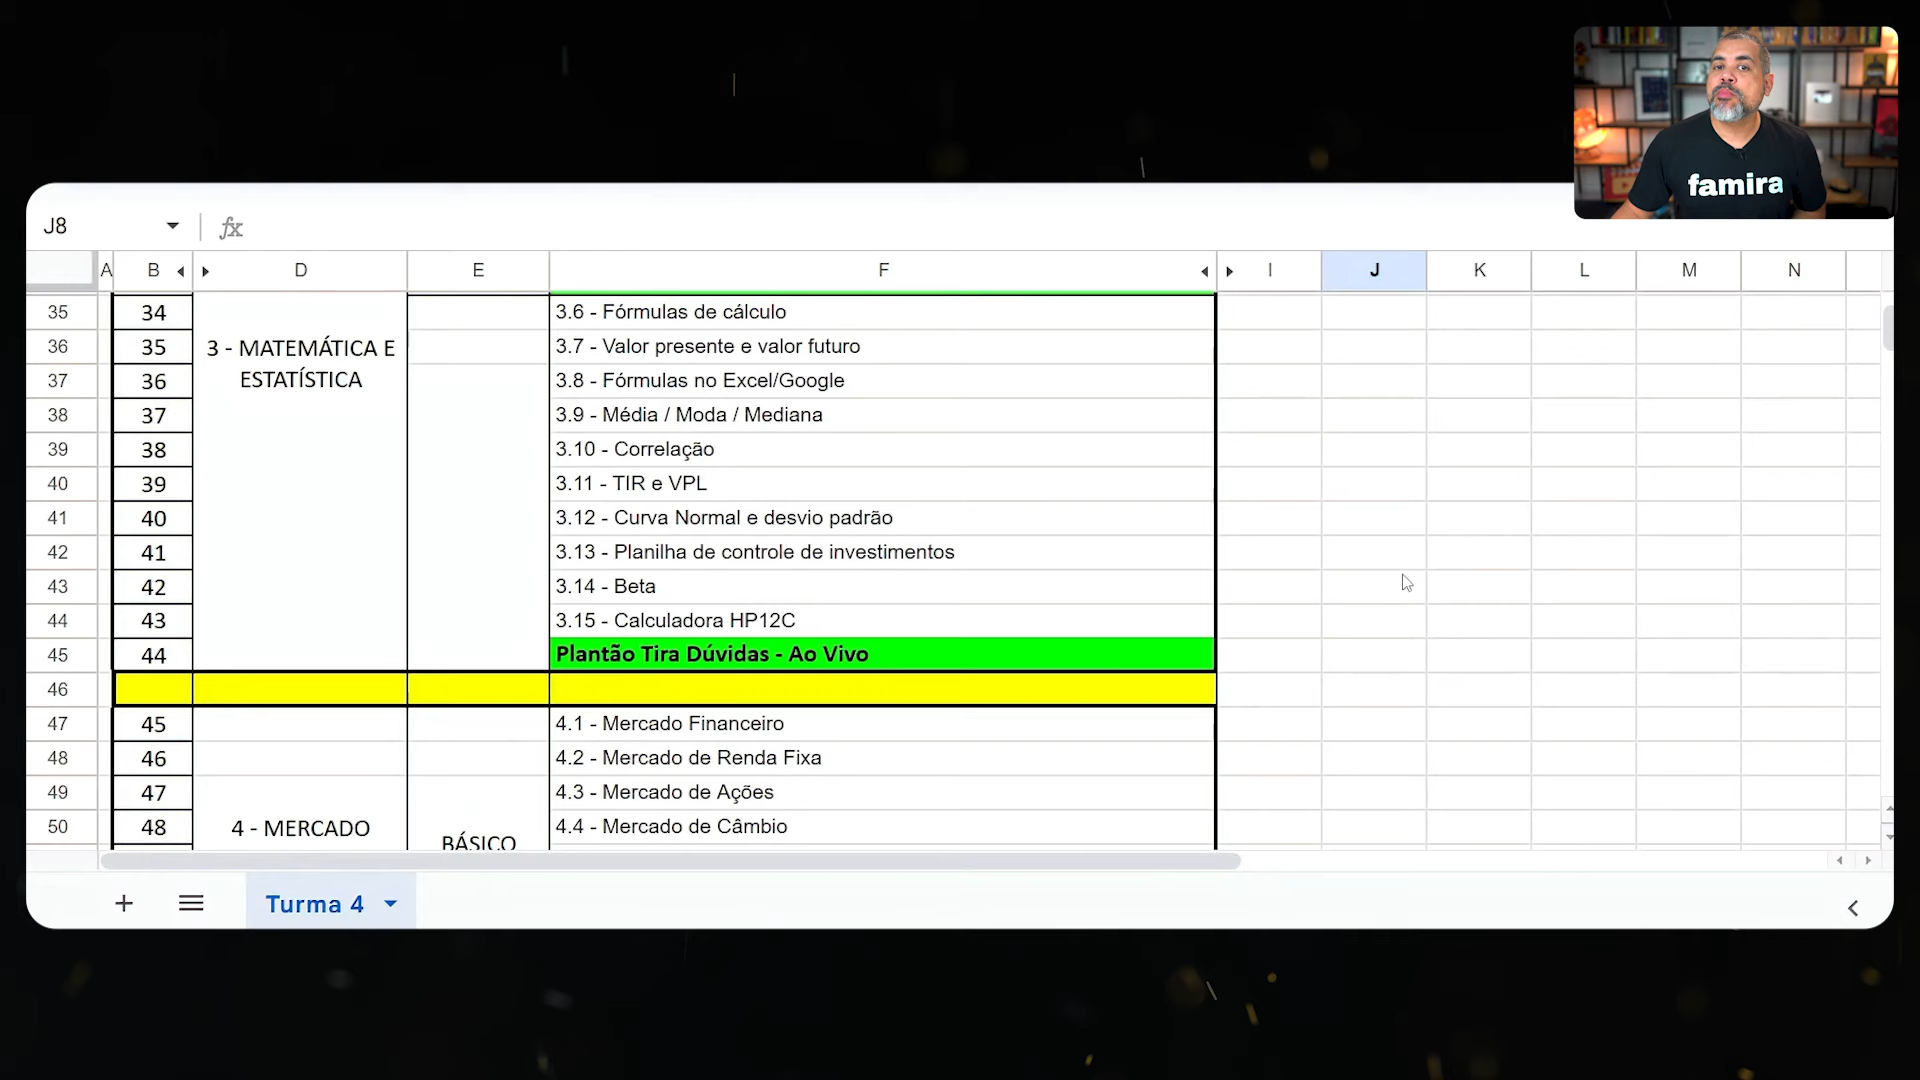 famira
J8
fx
A B D E F I J K L M N
35 34 3.6 - Fórmulas de cálculo
36 35 3 - MATEMÁTICA E 3.7 - Valor presente e valor futuro
37 36 ESTATÍSTICA 3.8 - Fórmulas no Excel/Google
38 37 3.9 - Média / Moda / Mediana
39 38 3.10 - Correlação
40 39 3.11 - TIR e VPL
41 40 3.12 - Curva Normal e desvio padrão
42 41 3.13 - Planilha de controle de investimentos
43 42 3.14 - Beta
44 43 3.15 - Calculadora HP12C
45 44 Plantão Tira Dúvidas - Ao Vivo
46
47 45 4.1 - Mercado Financeiro
48 46 4.2 - Mercado de Renda Fixa
49 47 4.3 - Mercado de Ações
50 48 4 - MERCADO BÁSICO 4.4 - Mercado de Câmbio
Turma 4